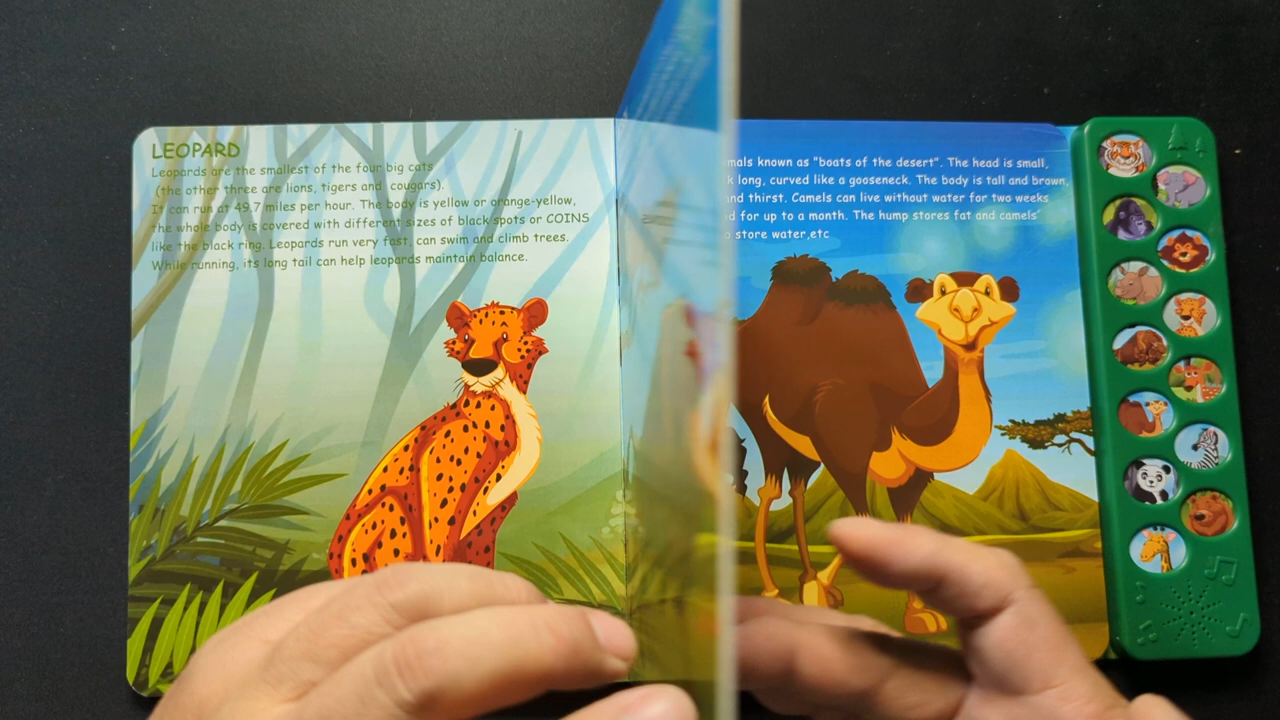 LEOPARD
Leopards are the smallest of the four big cats
(the other three are lions, tigers and cougars).
It can run at 49.7 miles per hour. The body is yellow or orange-yellow,
the whole body is covered with different sizes of black spots or COINS
like the black ring. Leopards run very fast, can swim and climb trees.
While running, its long tail can help leopards maintain balance.
known as "boats of the desert". The head is small,
long, curved like a gooseneck. The body is tall and brown,
and thirst. Camels can live without water for two weeks
for up to a month. The hump stores fat and camels'
store water,etc